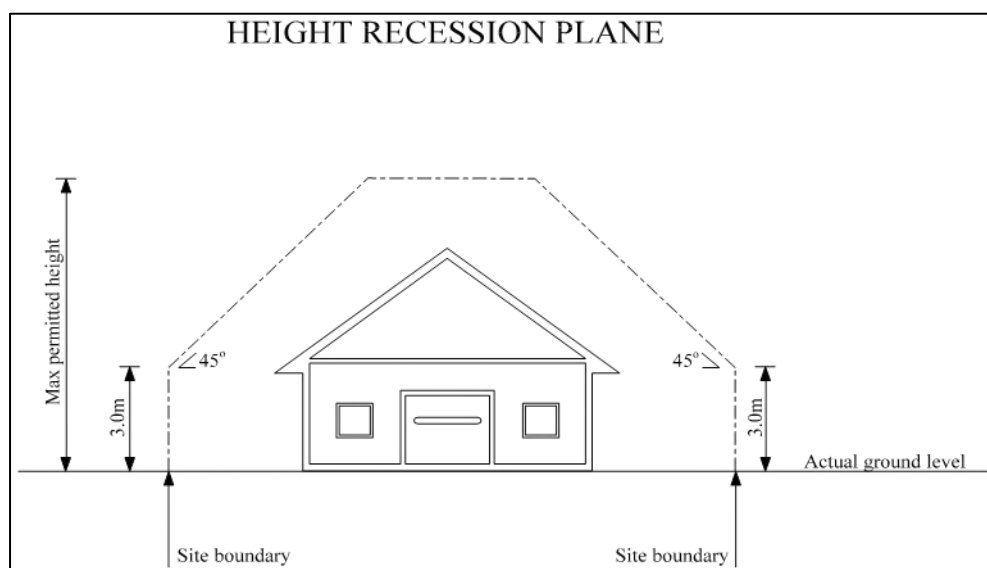 HEIGHT RECESSION PLANE
Max permitted height
3.0m
45°
45°
3.0m
Actual ground level
Site boundary
Site boundary